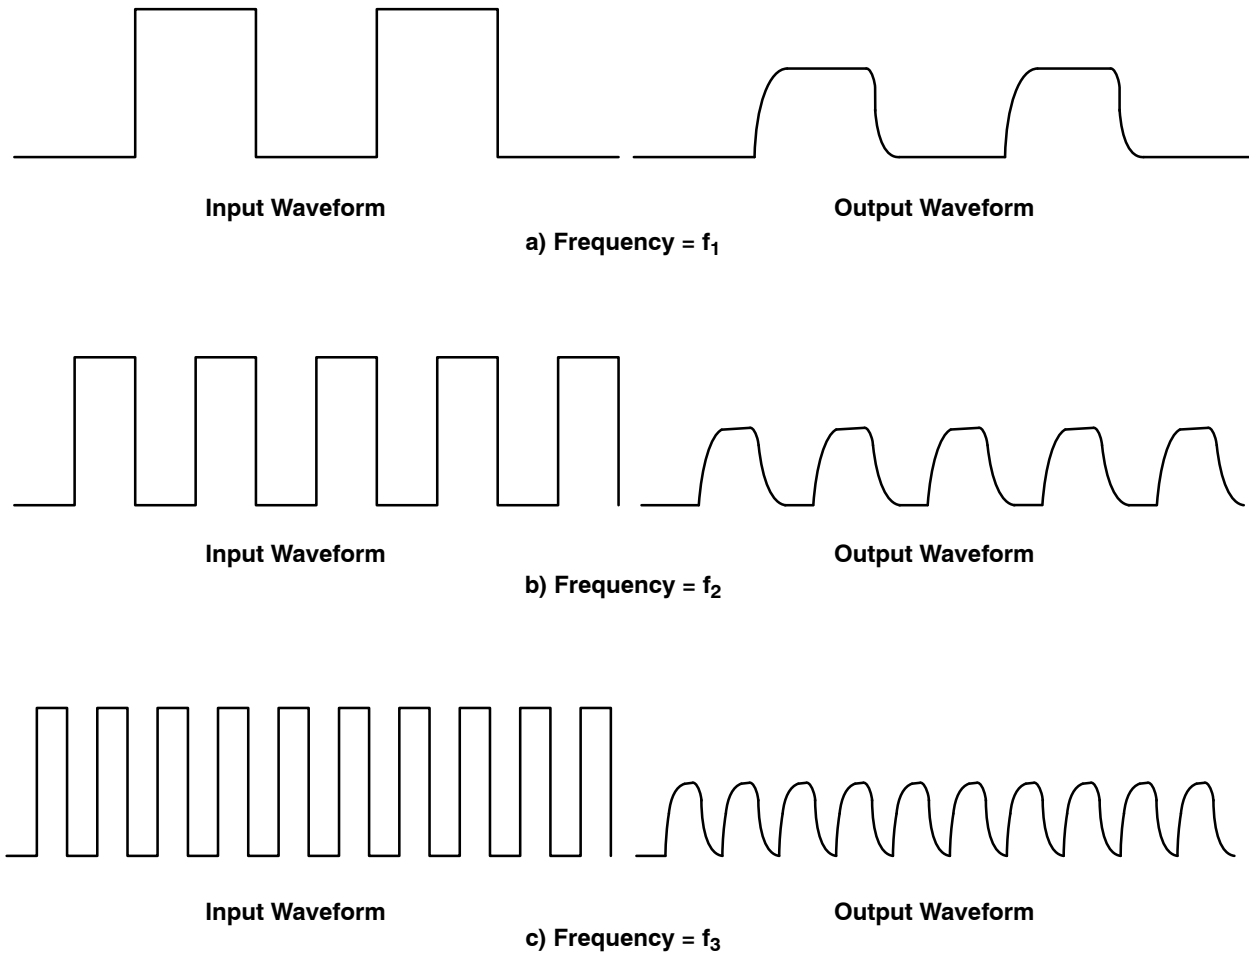 Input Waveform
Output Waveform
a) Frequency = f1
Input Waveform
Output Waveform
b) Frequency = f2
Input Waveform
Output Waveform
c) Frequency = f3